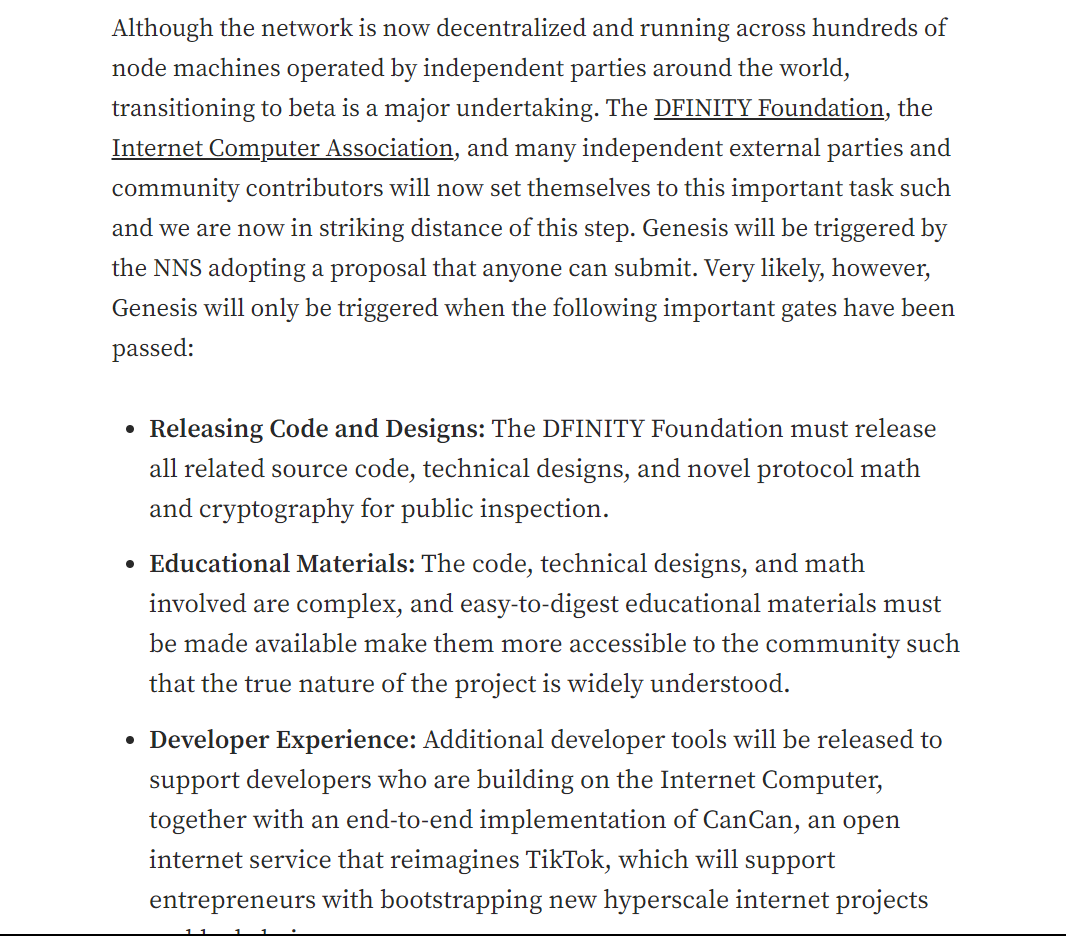 Although the network is now decentralized and running across hundreds of
node machines operated by independent parties around the world,
transitioning to beta is a major undertaking. The DFINITY Foundation, the
Internet Computer Association, and many independent external parties and
community contributors will now set themselves to this important task such
and we are now in striking distance of this step. Genesis will be triggered by
the NNS adopting a proposal that anyone can submit. Very likely, however,
Genesis will only be triggered when the following important gates have been
passed:
• Releasing Code and Designs: The DFINITY Foundation must release
all related source code, technical designs, and novel protocol math
and cryptography for public inspection.
• Educational Materials: The code, technical designs, and math
involved are complex, and easy-to-digest educational materials must
be made available make them more accessible to the community such
that the true nature of the project is widely understood.
• Developer Experience: Additional developer tools will be released to
support developers who are building on the Internet Computer,
together with an end-to-end implementation of CanCan, an open
internet service that reimagines TikTok, which will support
entrepreneurs with bootstrapping new hyperscale internet projects